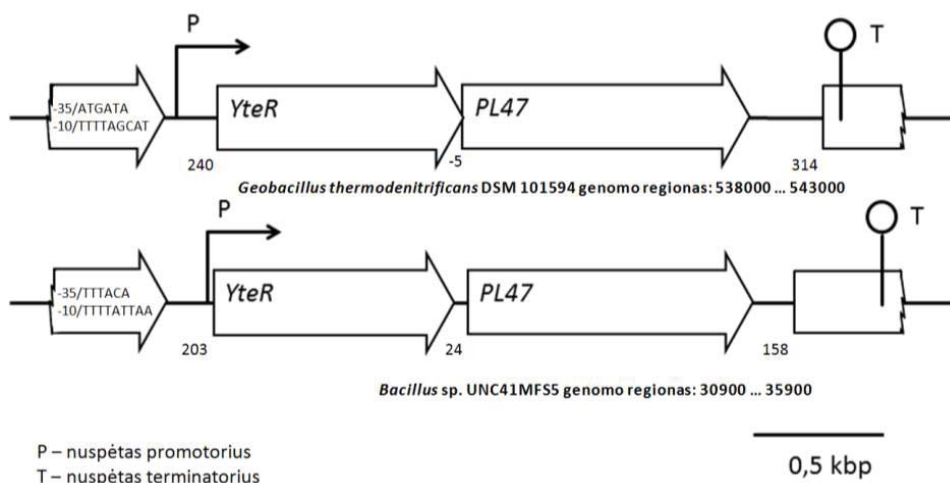 P
T
-35/ATGATA
-10/TTTTAGCAT
YteR
PL47
240
-5
314
Geobacillus thermodenitrificans DSM 101594 genomo regionas: 538000 ... 543000
P
T
-35/TTTACA
-10/TTTTATTAA
YteR
PL47
203
24
158
Bacillus sp. UNC41MFS5 genomo regionas: 30900 ... 35900
P – nuspėtas promotorius
T – nuspėtas terminatorius
0,5 kbp